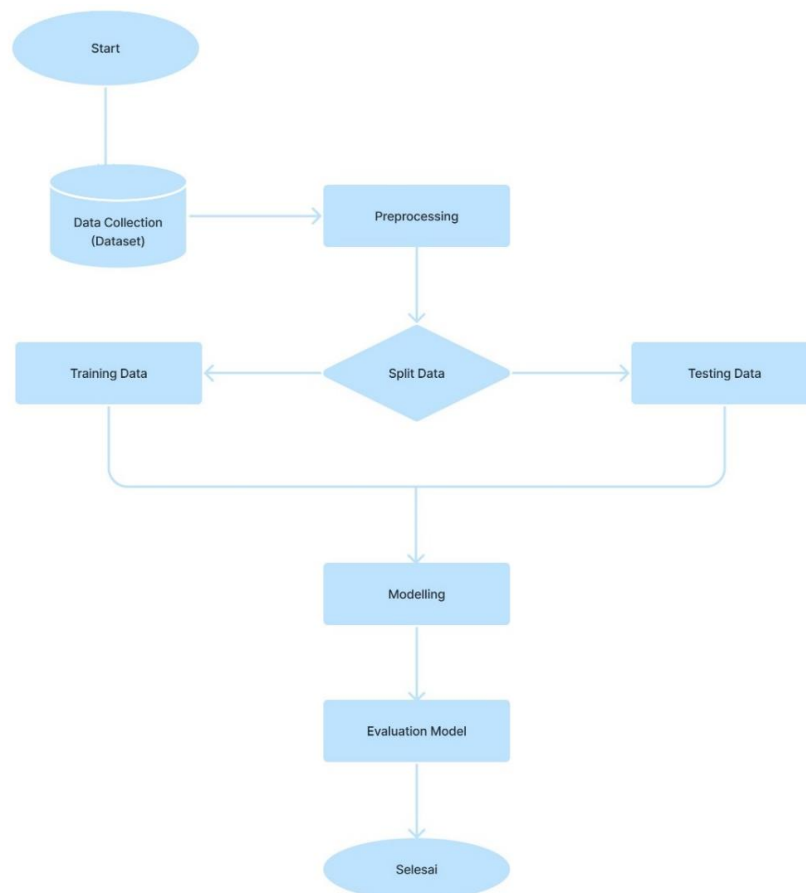 Start
Data Collection
(Dataset)
Preprocessing
Training Data
Split Data
Testing Data
Modelling
Evaluation Model
Selesai